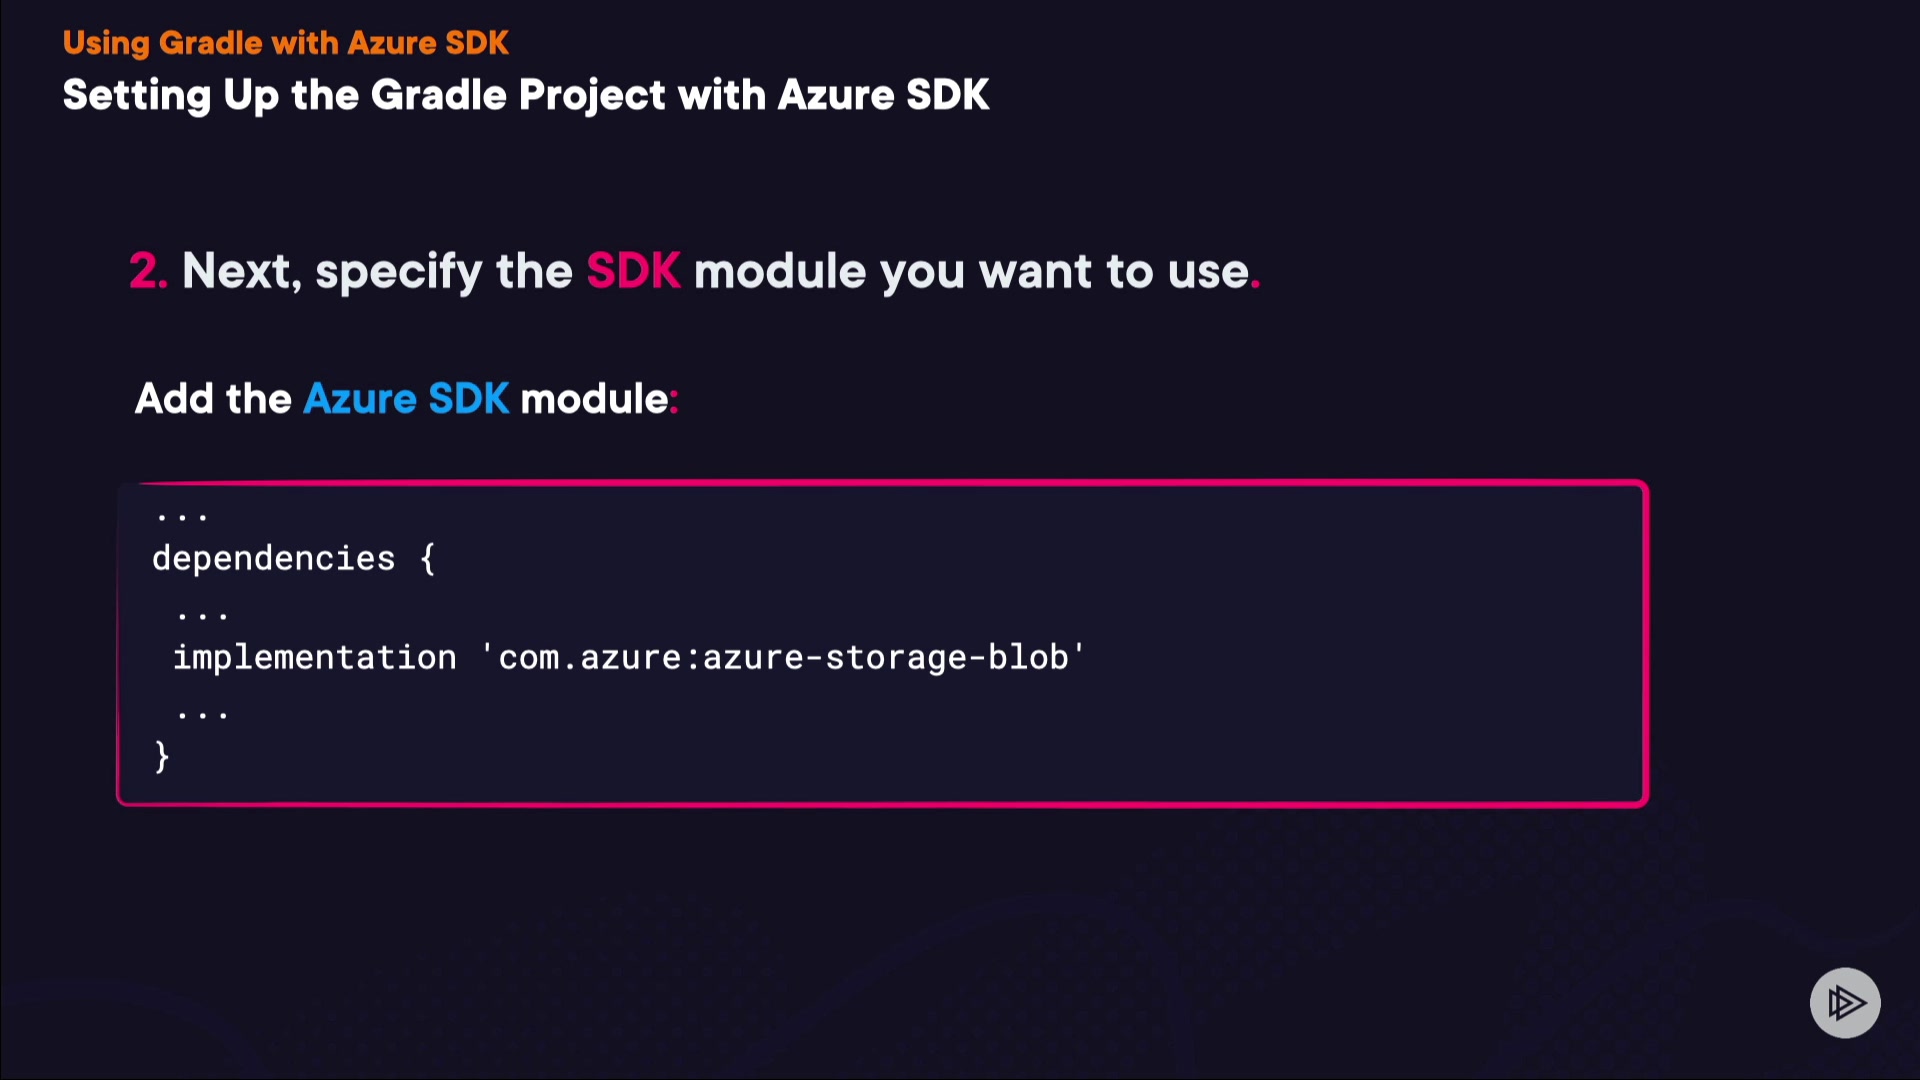 Using Gradle with Azure SDK
Setting Up the Gradle Project with Azure SDK
2. Next, specify the SDK module you want to use.
Add the Azure SDK module:
...
dependencies {
...
implementation 'com.azure:azure-storage-blob'
...
}